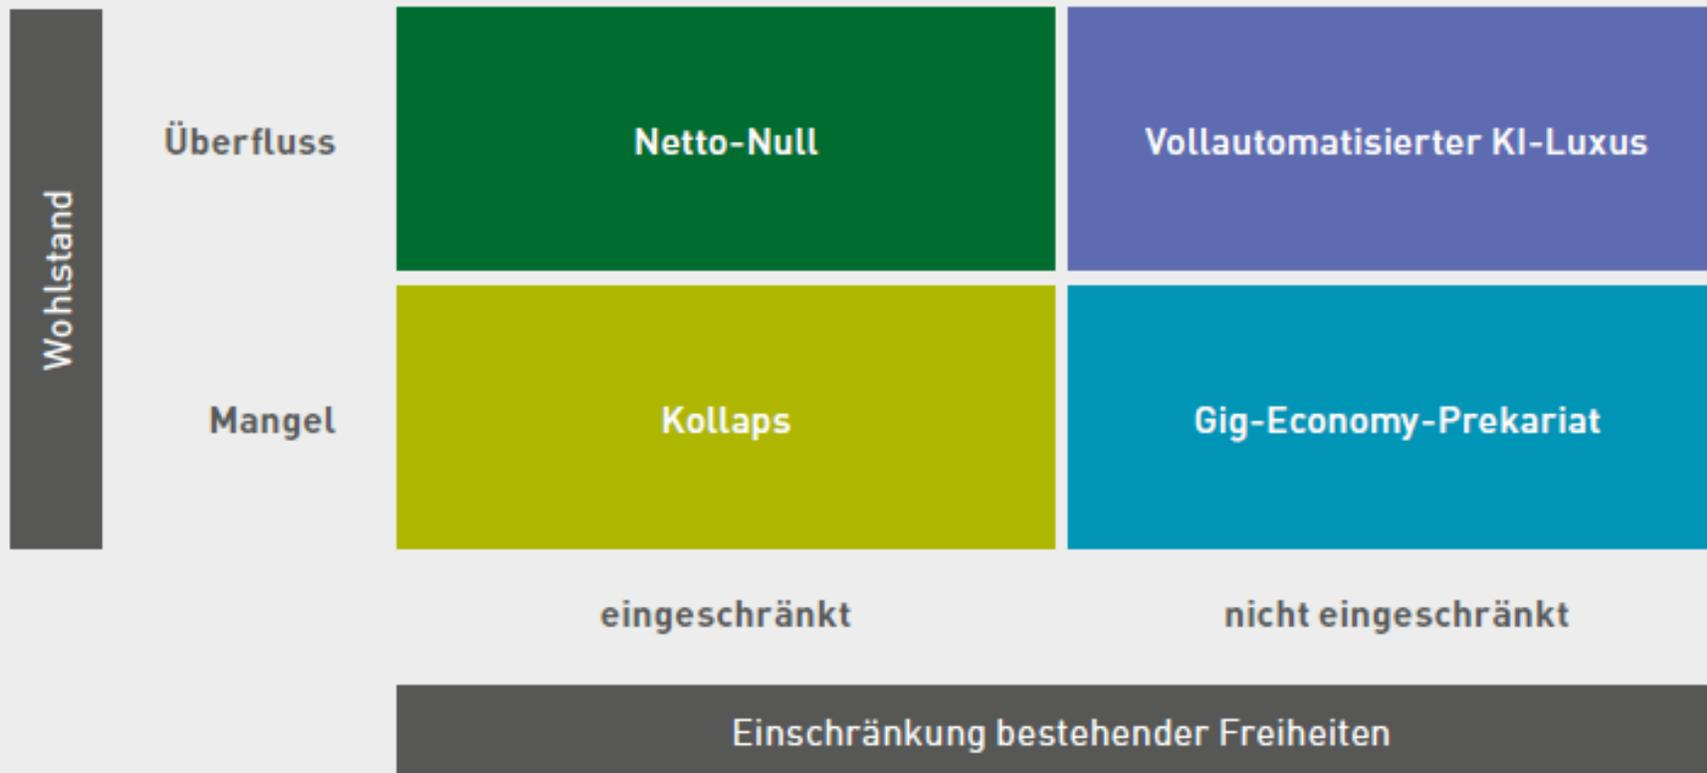 Wohlstand
Überfluss
Netto-Null
Vollautomatisierter KI-Luxus
Mangel
Kollaps
Gig-Economy-Prekariat
eingeschränkt
nicht eingeschränkt
Einschränkung bestehender Freiheiten